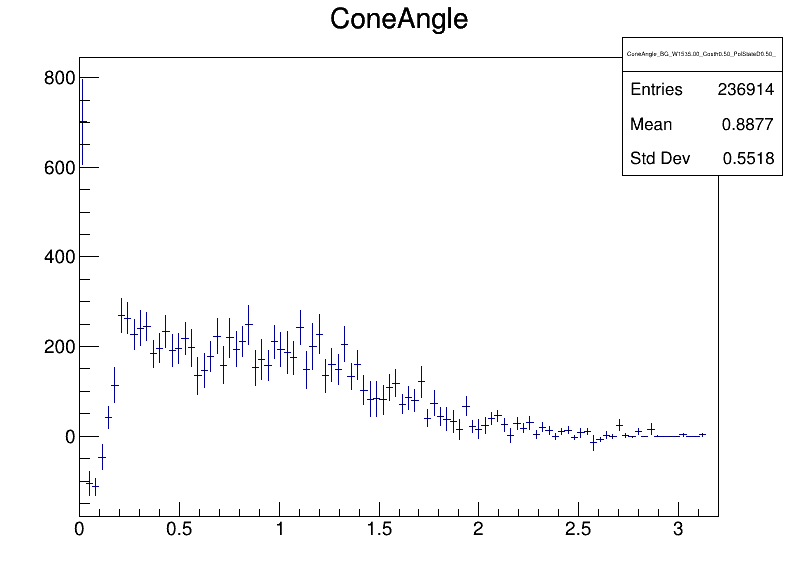 ConeAngle
ConeAngle_BG_W1535.00_Costh0.50_PolStateD0.50_
Entries 236914
Mean 0.8877
Std Dev 0.5518
800
600
400
200
0
0 0.5 1 1.5 2 2.5 3